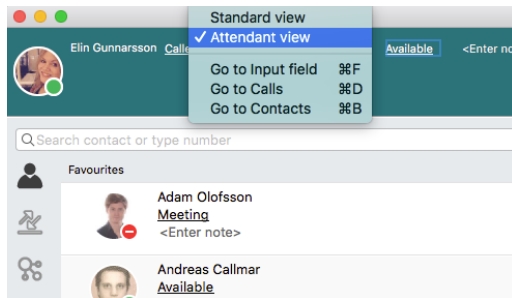 Standard view
✓ Attendant view
Elin Gunnarsson
Available
<Enter
Go to Input field ⌘F
Go to Calls ⌘D
Go to Contacts ⌘B
Search contact or type number
Favourites
Adam Olofsson
Meeting
<Enter note>
Andreas Callmar
Available